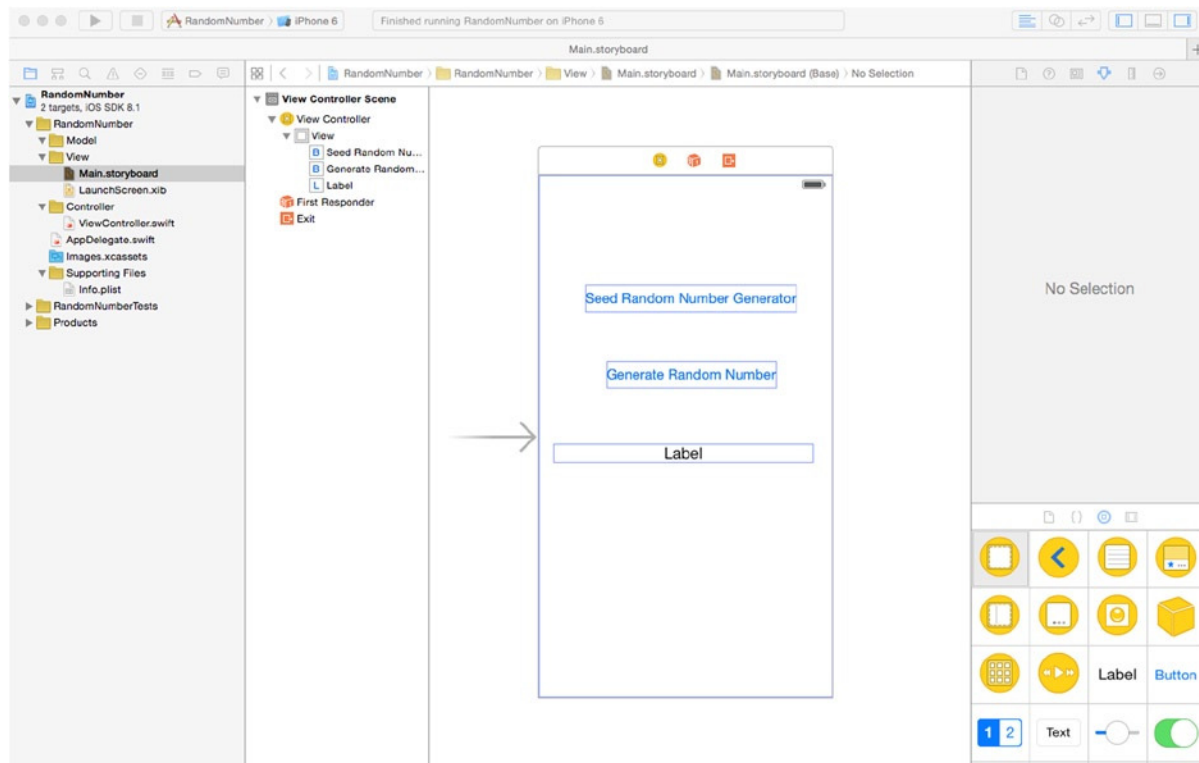 RandomNumber iPhone 6
Finished running RandomNumber on iPhone 6
Main.storyboard
RandomNumber RandomNumber View Main.storyboard Main.storyboard (Base) No Selection
RandomNumber
2 targets, iOS SDK 8.1
RandomNumber
Model
View
Main.storyboard
LaunchScreen.xib
Controller
ViewController.swift
AppDelegate.swift
Images.xcassets
Supporting Files
Info.plist
RandomNumberTests
Products
View Controller Scene
View Controller
View
B Seed Random Nu...
B Generate Random...
L Label
First Responder
Exit
Seed Random Number Generator
Generate Random Number
Label
No Selection
Label Button
1 2 Text